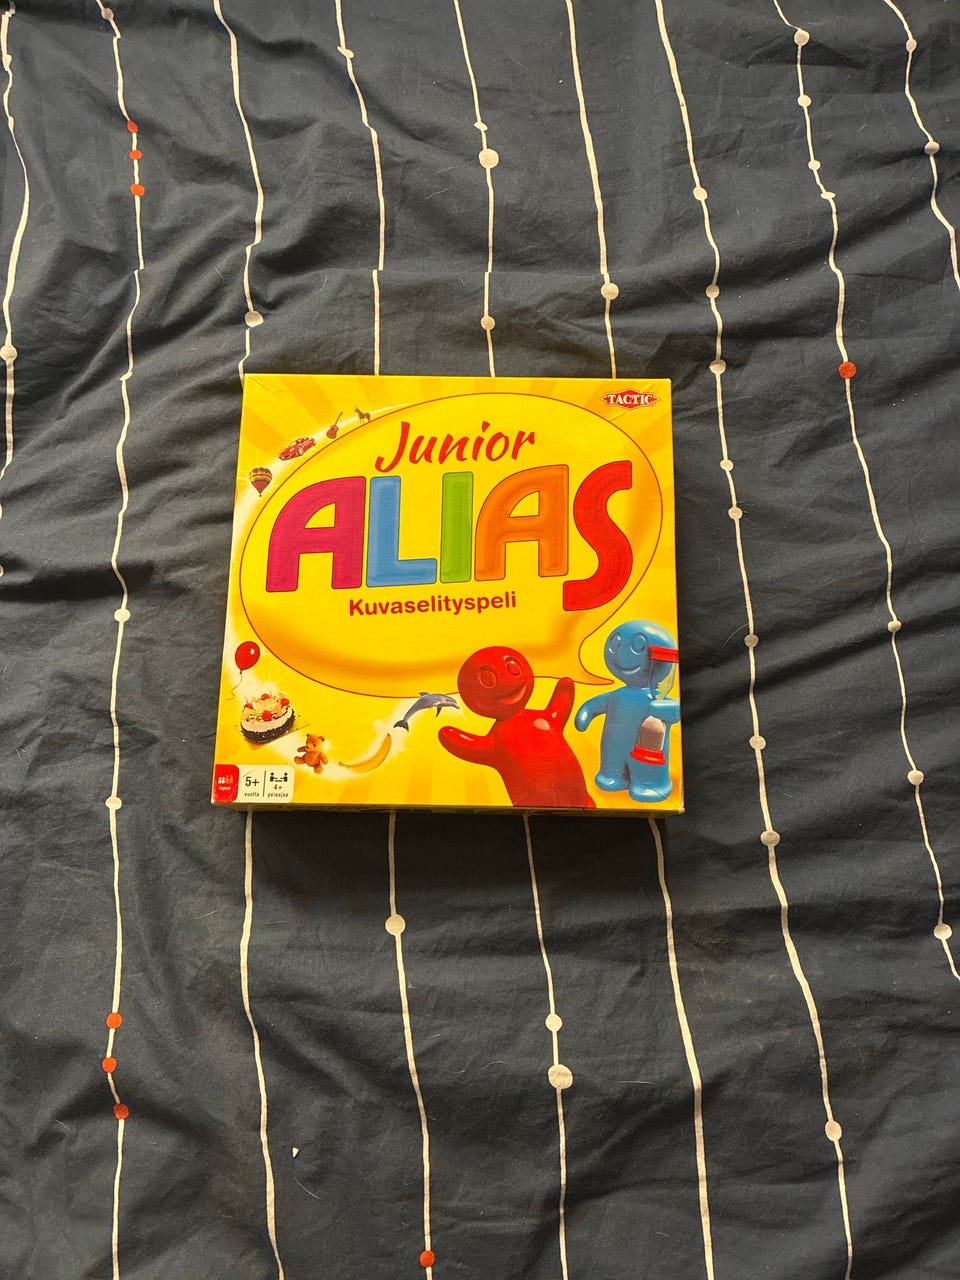 TACTIC
Junior
ALIAS
Kuvaselityspeli
5+
vuotta
4+
pelaajaa